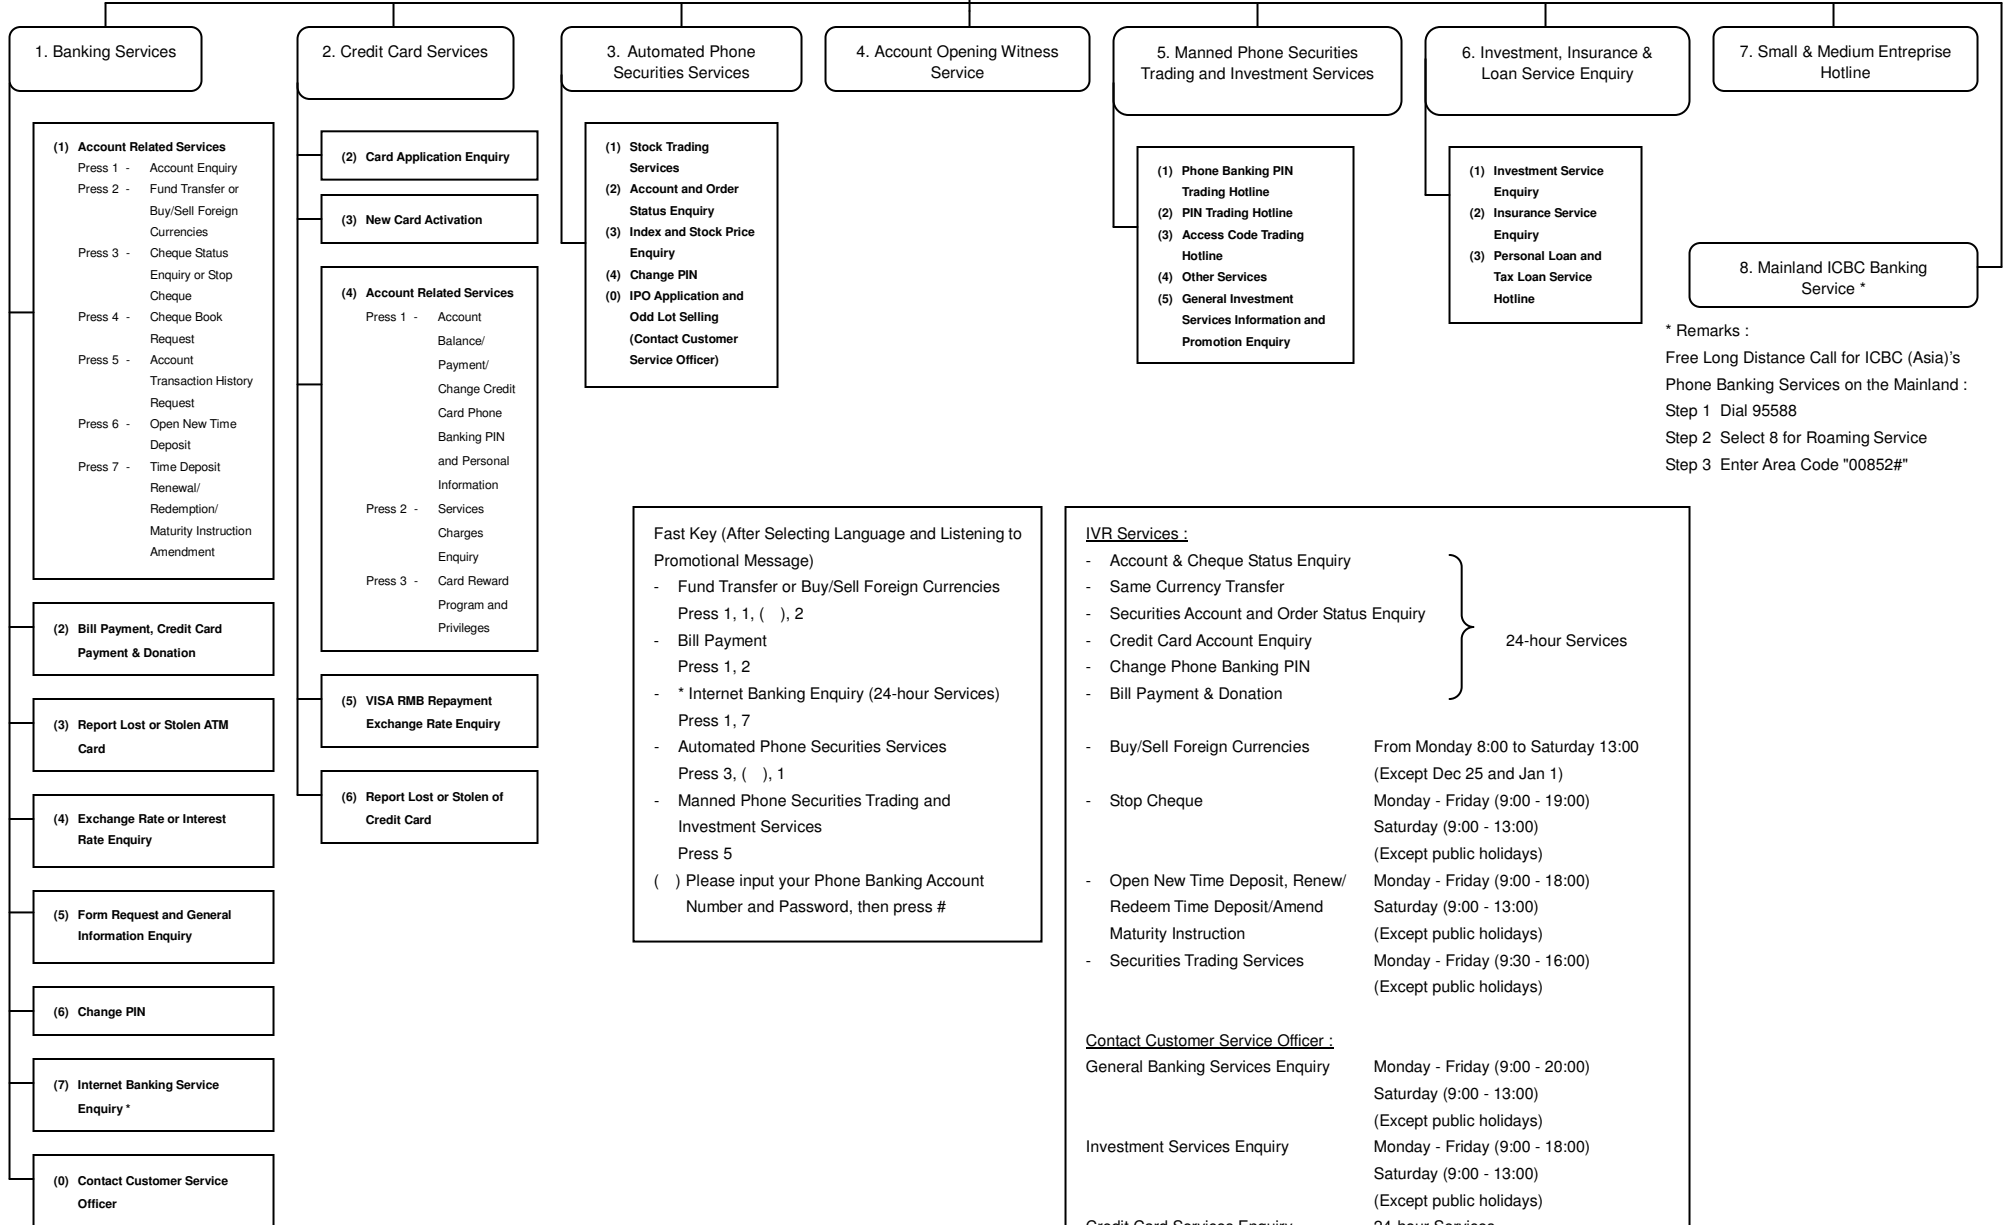 1. Banking Services
2. Credit Card Services
3. Automated Phone
Securities Services
4. Account Opening Witness
Service
5. Manned Phone Securities
Trading and Investment Services
6. Investment, Insurance &
Loan Service Enquiry
7. Small & Medium Entreprise
Hotline
8. Mainland ICBC Banking
Service *
* Remarks :
Free Long Distance Call for ICBC (Asia)'s
Phone Banking Services on the Mainland :
Step 1 Dial 95588
Step 2 Select 8 for Roaming Service
Step 3 Enter Area Code "00852#"
(1) Account Related Services
Press 1 - Account Enquiry
Press 2 - Fund Transfer or
Buy/Sell Foreign
Currencies
Press 3 - Cheque Status
Enquiry or Stop
Cheque
Press 4 - Cheque Book
Request
Press 5 - Account
Transaction History
Request
Press 6 - Open New Time
Deposit
Press 7 - Time Deposit
Renewal/
Redemption/
Maturity Instruction
Amendment
(2) Bill Payment, Credit Card
Payment & Donation
(3) Report Lost or Stolen ATM
Card
(4) Exchange Rate or Interest
Rate Enquiry
(5) Form Request and General
Information Enquiry
(6) Change PIN
(7) Internet Banking Service
Enquiry *
(0) Contact Customer Service
Officer
(2) Card Application Enquiry
(3) New Card Activation
(4) Account Related Services
Press 1 - Account
Balance/
Payment/
Change Credit
Card Phone
Banking PIN
and Personal
Information
Press 2 - Services
Charges
Enquiry
Press 3 - Card Reward
Program and
Privileges
(5) VISA RMB Repayment
Exchange Rate Enquiry
(6) Report Lost or Stolen of
Credit Card
(1) Stock Trading
Services
(2) Account and Order
Status Enquiry
(3) Index and Stock Price
Enquiry
(4) Change PIN
(0) IPO Application and
Odd Lot Selling
(Contact Customer
Service Officer)
(1) Phone Banking PIN
Trading Hotline
(2) PIN Trading Hotline
(3) Access Code Trading
Hotline
(4) Other Services
(5) General Investment
Services Information and
Promotion Enquiry
(1) Investment Service
Enquiry
(2) Insurance Service
Enquiry
(3) Personal Loan and
Tax Loan Service
Hotline
Fast Key (After Selecting Language and Listening to
Promotional Message)
- Fund Transfer or Buy/Sell Foreign Currencies
Press 1, 1, ( ), 2
- Bill Payment
Press 1, 2
- * Internet Banking Enquiry (24-hour Services)
Press 1, 7
- Automated Phone Securities Services
Press 3, ( ), 1
- Manned Phone Securities Trading and
Investment Services
Press 5
( ) Please input your Phone Banking Account
Number and Password, then press #
IVR Services :
- Account & Cheque Status Enquiry
- Same Currency Transfer
- Securities Account and Order Status Enquiry
- Credit Card Account Enquiry 24-hour Services
- Change Phone Banking PIN
- Bill Payment & Donation
- Buy/Sell Foreign Currencies From Monday 8:00 to Saturday 13:00
(Except Dec 25 and Jan 1)
- Stop Cheque Monday - Friday (9:00 - 19:00)
Saturday (9:00 - 13:00)
(Except public holidays)
- Open New Time Deposit, Renew/ Monday - Friday (9:00 - 18:00)
Redeem Time Deposit/Amend Saturday (9:00 - 13:00)
Maturity Instruction (Except public holidays)
- Securities Trading Services Monday - Friday (9:30 - 16:00)
(Except public holidays)
Contact Customer Service Officer :
General Banking Services Enquiry Monday - Friday (9:00 - 20:00)
Saturday (9:00 - 13:00)
(Except public holidays)
Investment Services Enquiry Monday - Friday (9:00 - 18:00)
Saturday (9:00 - 13:00)
(Except public holidays)
Credit Card Services Enquiry 24-hour Services